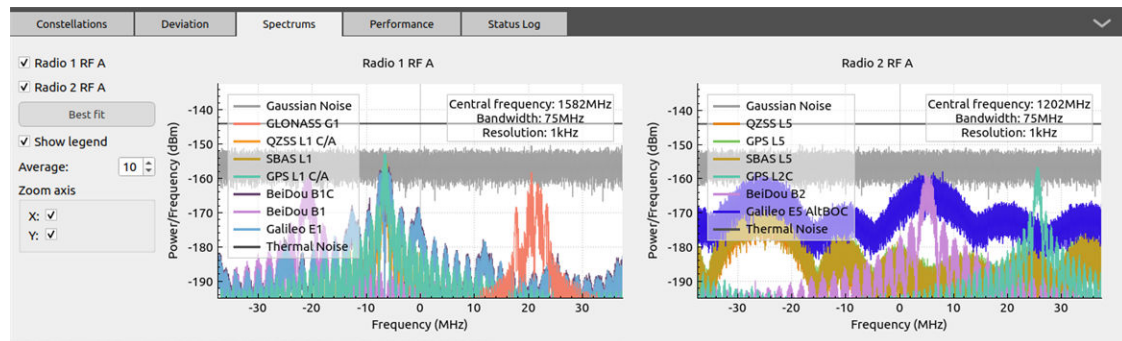 Constellations Deviation Spectrums Performance Status Log
Radio 1 RF A
Radio 2 RF A
Best fit
Show legend
Average: 10
Zoom axis
X:
Y:
Radio 1 RF A
Power/Frequency (dBm)
-140
-150
-160
-170
-180
-190
Gaussian Noise
GLONASS G1
QZSS L1 C/A
SBAS L1
GPS L1 C/A
BeiDou B1C
BeiDou B1
Galileo E1
Thermal Noise
Central frequency: 1582MHz
Bandwidth: 75MHz
Resolution: 1kHz
-30 -20 -10 0 10 20 30
Frequency (MHz)
Radio 2 RF A
Power/Frequency (dBm)
-140
-150
-160
-170
-180
-190
Gaussian Noise
QZSS L5
GPS L5
SBAS L5
GPS L2C
BeiDou B2
Galileo E5 AltBOC
Thermal Noise
Central frequency: 1202MHz
Bandwidth: 75MHz
Resolution: 1kHz
-30 -20 -10 0 10 20 30
Frequency (MHz)